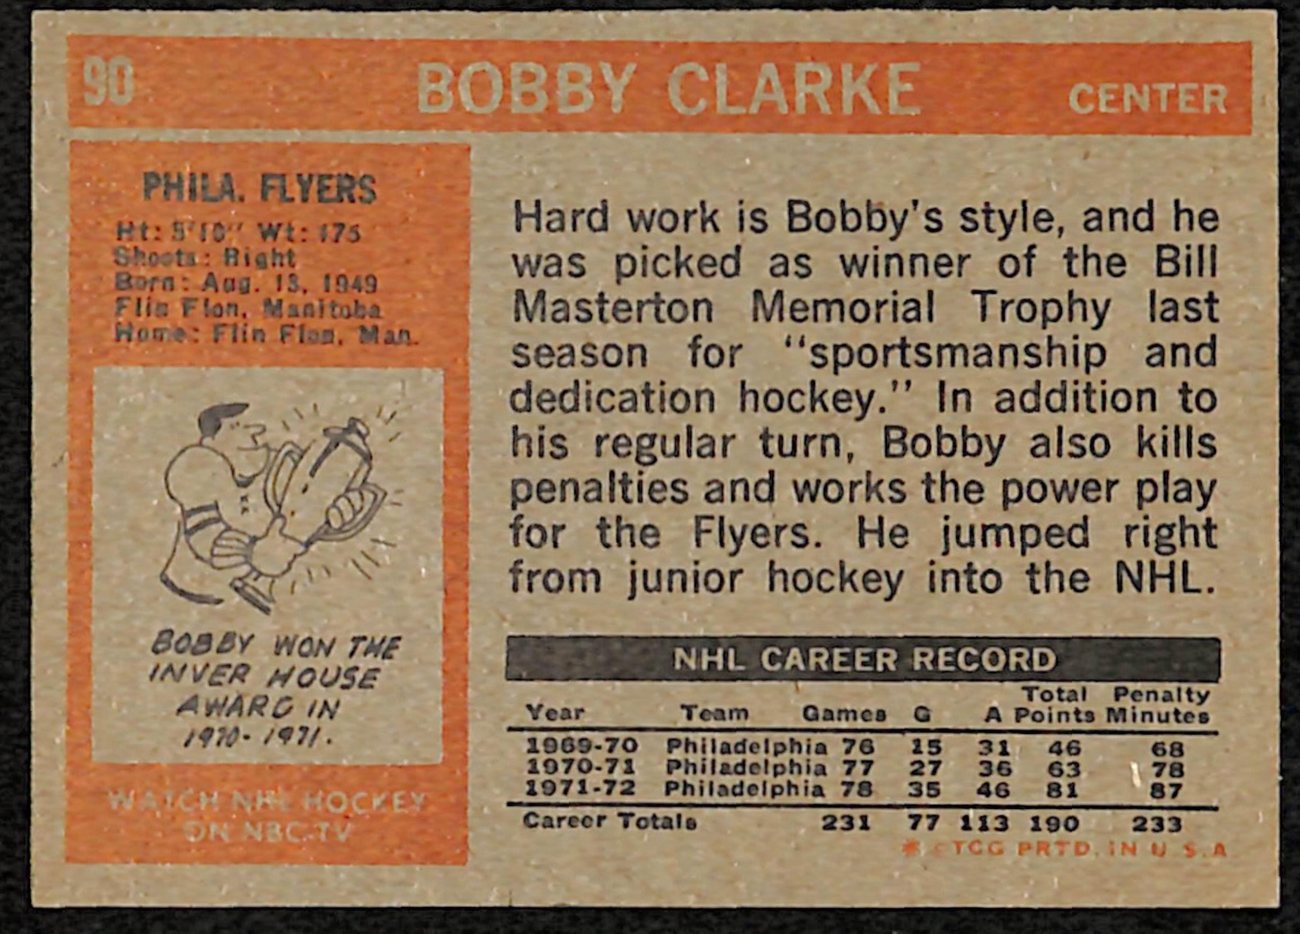 90 BOBBY CLARKE CENTER
PHILA. FLYERS
Ht: 5'10" Wt: 175
Shoots: Right
Born: Aug. 13, 1949
Flin Flon, Manitoba
Home: Flin Flon, Man.
BOBBY WON THE
INVER HOUSE
AWARD IN
1970-1971.
WATCH NHL HOCKEY
ON NBC-TV
Hard work is Bobby's style, and he
was picked as winner of the Bill
Masterton Memorial Trophy last
season for "sportsmanship and
dedication hockey." In addition to
his regular turn, Bobby also kills
penalties and works the power play
for the Flyers. He jumped right
from junior hockey into the NHL.
NHL CAREER RECORD
Total Penalty
Year Team Games G A Points Minutes
1969-70 Philadelphia 76 15 31 46 68
1970-71 Philadelphia 77 27 36 63 78
1971-72 Philadelphia 78 35 46 81 87
Career Totals 231 77 113 190 233
* ©TCG PRTD. IN U.S.A.